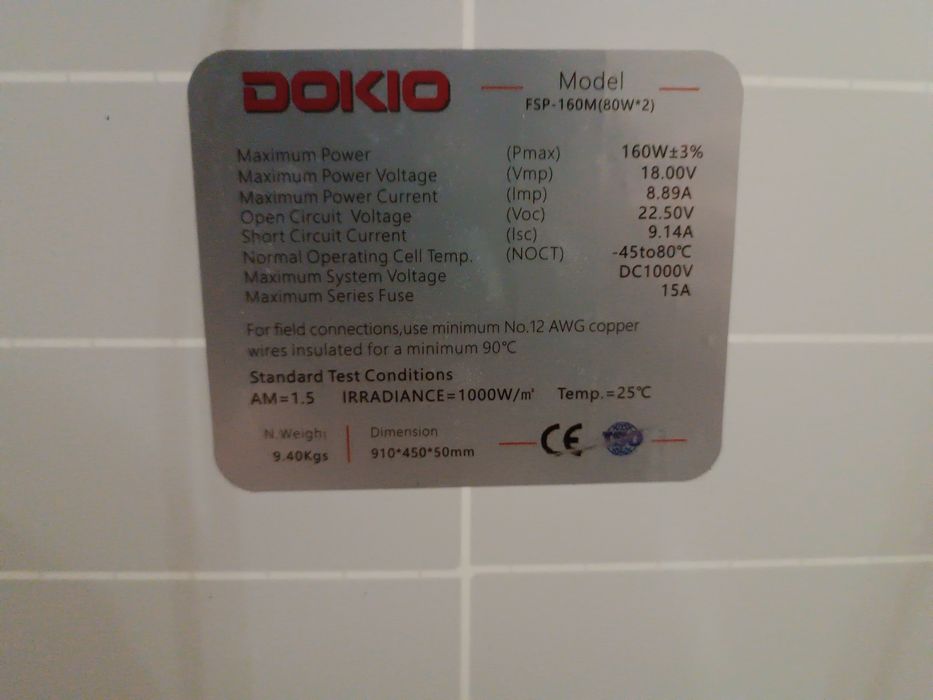 DOKIO
Model
FSP-160M(80W*2)
Maximum Power (Pmax) 160W±3%
Maximum Power Voltage (Vmp) 18.00V
Maximum Power Current (Imp) 8.89A
Open Circuit Voltage (Voc) 22.50V
Short Circuit Current (Isc) 9.14A
Normal Operating Cell Temp. (NOCT) -45to80℃
Maximum System Voltage DC1000V
Maximum Series Fuse 15A
For field connections,use minimum No.12 AWG copper
wires insulated for a minimum 90℃
Standard Test Conditions
AM=1.5 IRRADIANCE=1000W/㎡ Temp.=25℃
N.Weight Dimension
9.40Kgs 910*450*50mm
CE